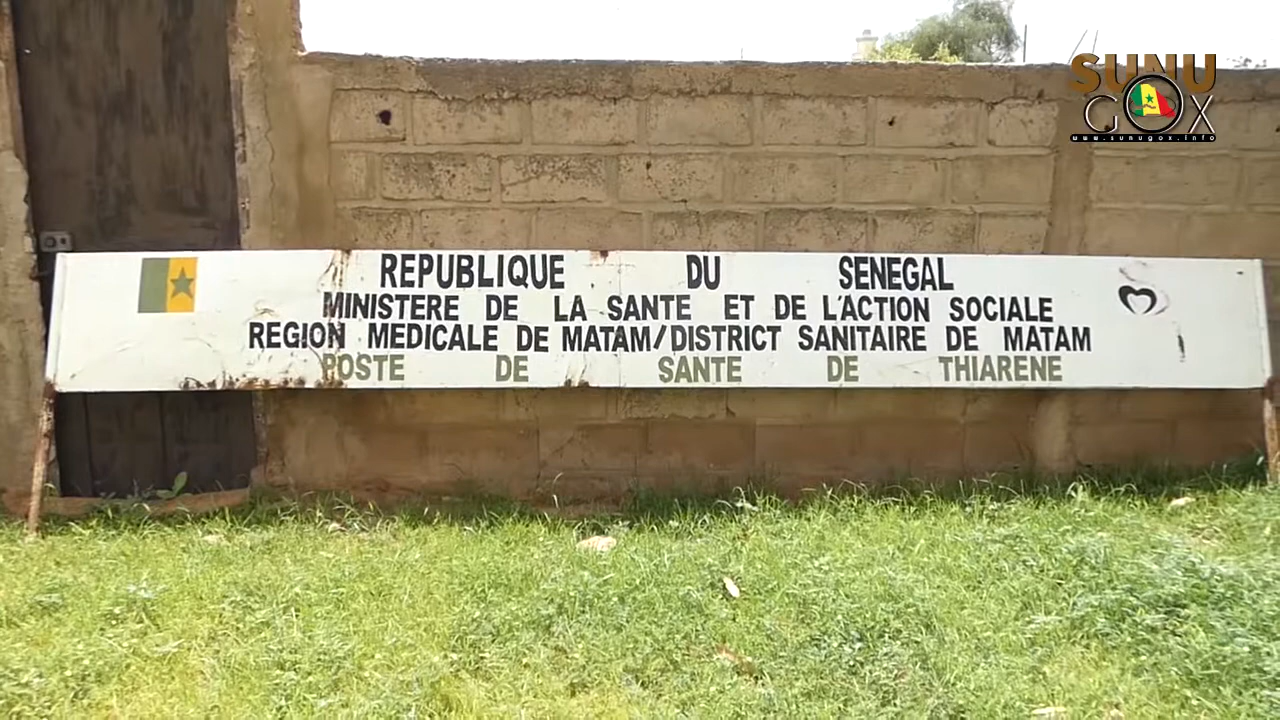 SUNU
GOX
www.sunugox.info
REPUBLIQUE DU SENEGAL
MINISTERE DE LA SANTE ET DE L'ACTION SOCIALE
REGION MEDICALE DE MATAM/DISTRICT SANITAIRE DE MATAM
POSTE DE SANTE DE THIARENE